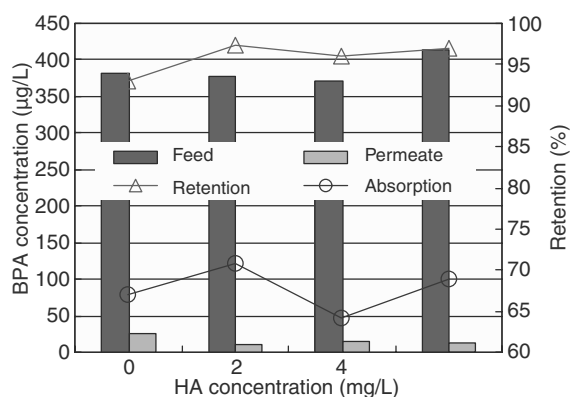 450
400
350
300
250
200
150
100
50
0
BPA concentration (µg/L)
100
95
90
85
80
75
70
65
60
Retention (%)
Feed
Permeate
Retention
Absorption
0 2 4
HA concentration (mg/L)